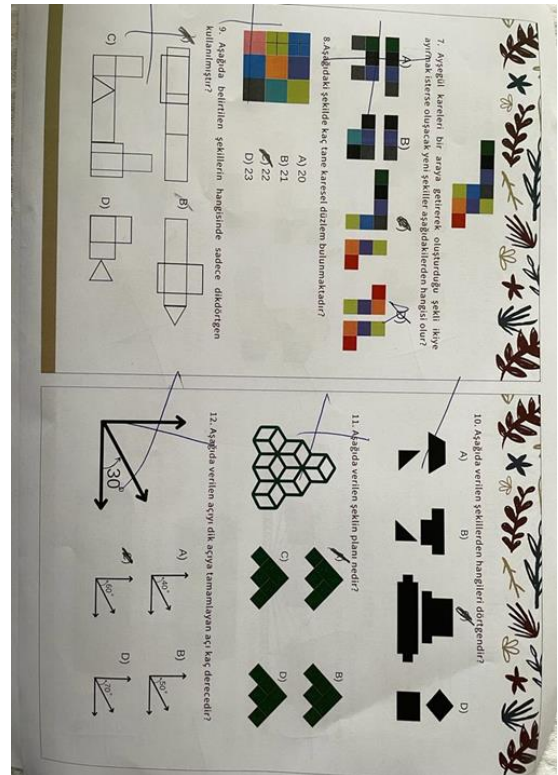 7. Ayşegül kareleri bir araya getirerek oluşturduğu şekli ikiye
ayırmak isterse oluşacak yeni şekiller aşağıdakilerden hangisi olur?
A)
B)
8.Aşağıdaki şekilde kaç tane karesel düzlem bulunmaktadır?
A) 20
B) 21
22
D) 23
9. Aşağıda belirtilen şekillerin hangisinde sadece dikdörtgen
kullanılmıştır?
B)
C)
D)
10. Aşağıda verilen şekillerden hangileri dörtgendir?
A)
B)
D)
11. Aşağıda verilen şeklin planı nedir?
B)
C)
D)
12. Aşağıda verilen açıyı dik açıya tamamlayan açı kaç derecedir?
30°
A)
40°
B)
50°
60°
D)
70°